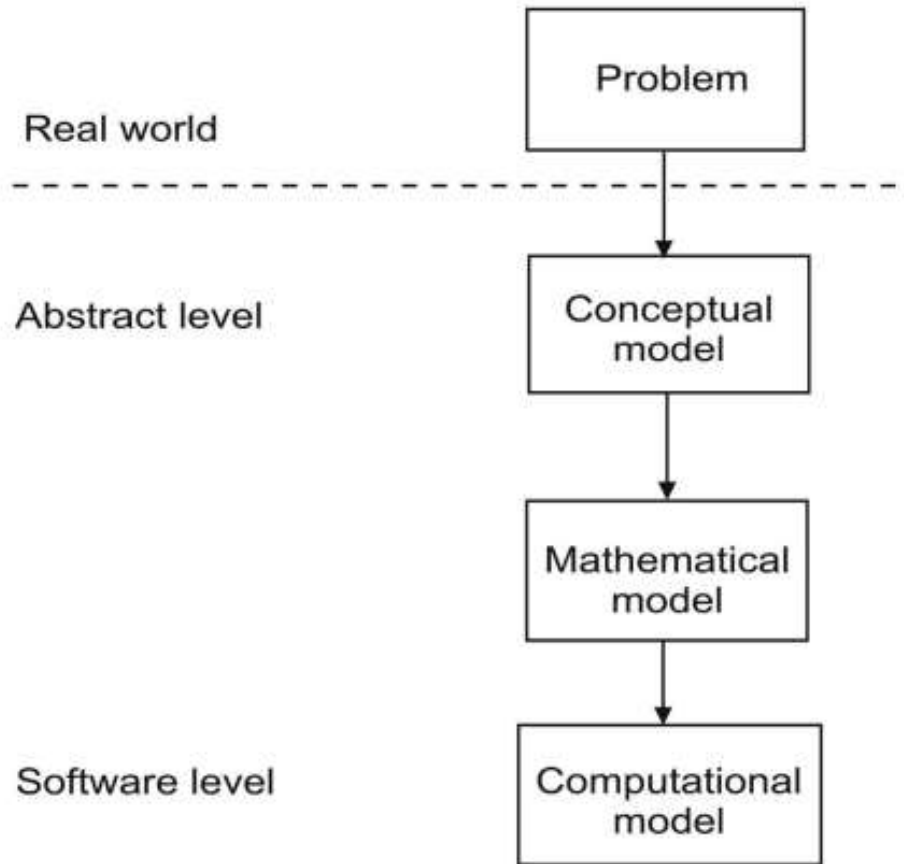 Problem
Real world
Abstract level
Conceptual
model
Mathematical
model
Software level
Computational
model